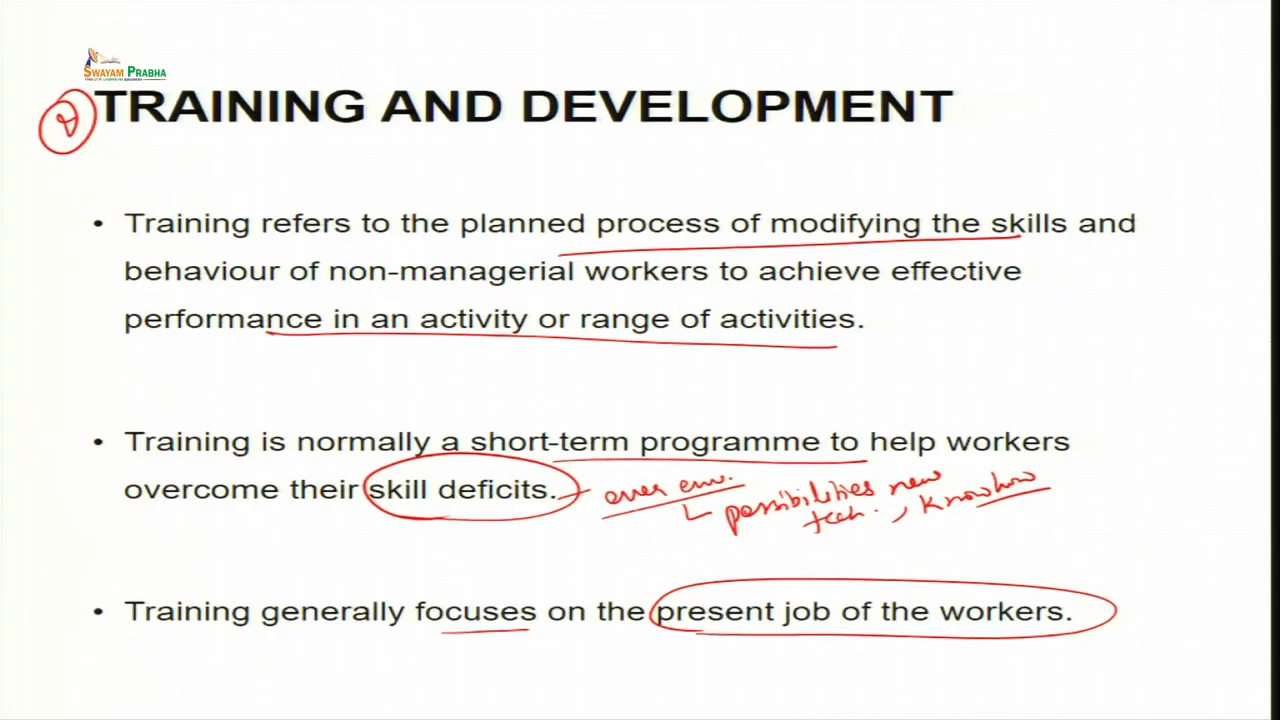 SWAYAM PRABHA
TRAINING AND DEVELOPMENT
• Training refers to the planned process of modifying the skills and
behaviour of non-managerial workers to achieve effective
performance in an activity or range of activities.
• Training is normally a short-term programme to help workers
overcome their skill deficits.
possibilities new
tech. , Knowhow
• Training generally focuses on the present job of the workers.